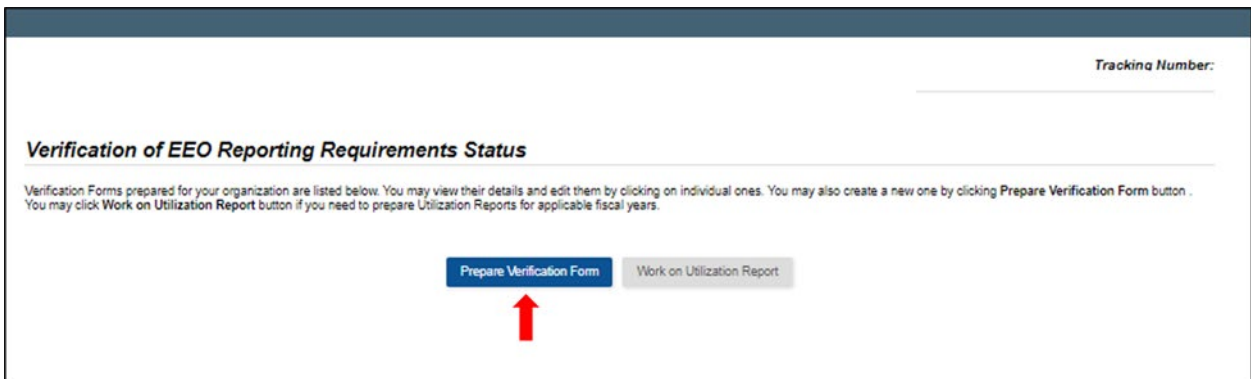 Tracking Number:
Verification of EEO Reporting Requirements Status
Verification Forms prepared for your organization are listed below. You may view their details and edit them by clicking on individual ones. You may also create a new one by clicking Prepare Verification Form button .
You may click Work on Utilization Report button if you need to prepare Utilization Reports for applicable fiscal years.
Prepare Verification Form Work on Utilization Report